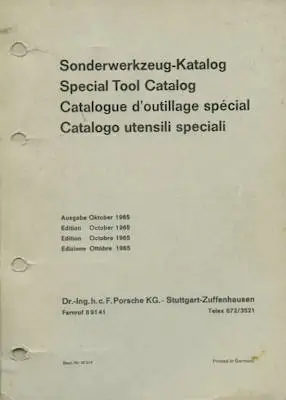 Sonderwerkzeug-Katalog
Special Tool Catalog
Catalogue d'outillage spécial
Catalogo utensili speciali
Ausgabe Oktober 1965
Edition October 1965
Edition Octobre 1965
Edizione Ottobre 1965
Dr.-Ing. h. c. F. Porsche KG. - Stuttgart-Zuffenhausen
Fernruf 8 91 41 Telex 072/3521
Printed in Germany